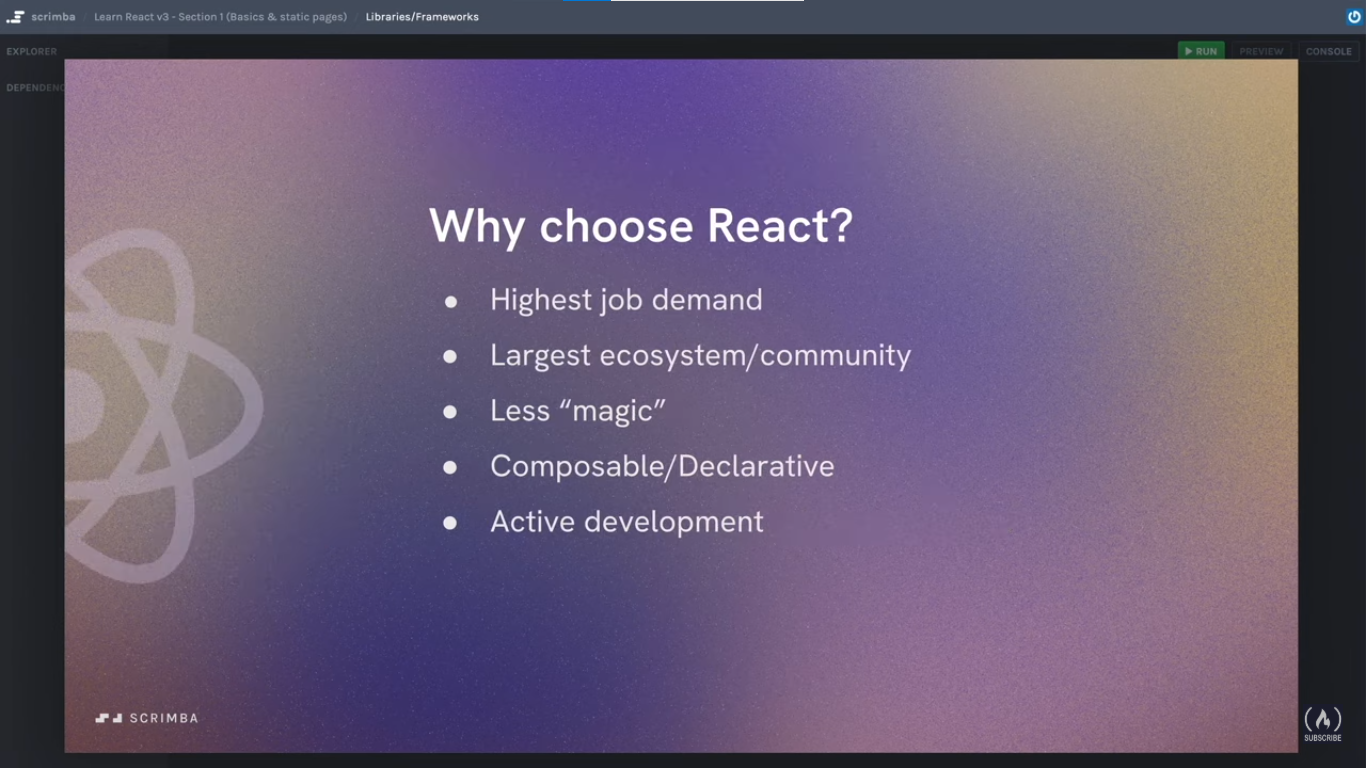 scrimba / Learn React v3 - Section 1 (Basics & static pages) / Libraries/Frameworks
EXPLORER
RUN PREVIEW CONSOLE
DEPENDENC
Why choose React?
● Highest job demand
● Largest ecosystem/community
● Less “magic”
● Composable/Declarative
● Active development
SCRIMBA
SUBSCRIBE